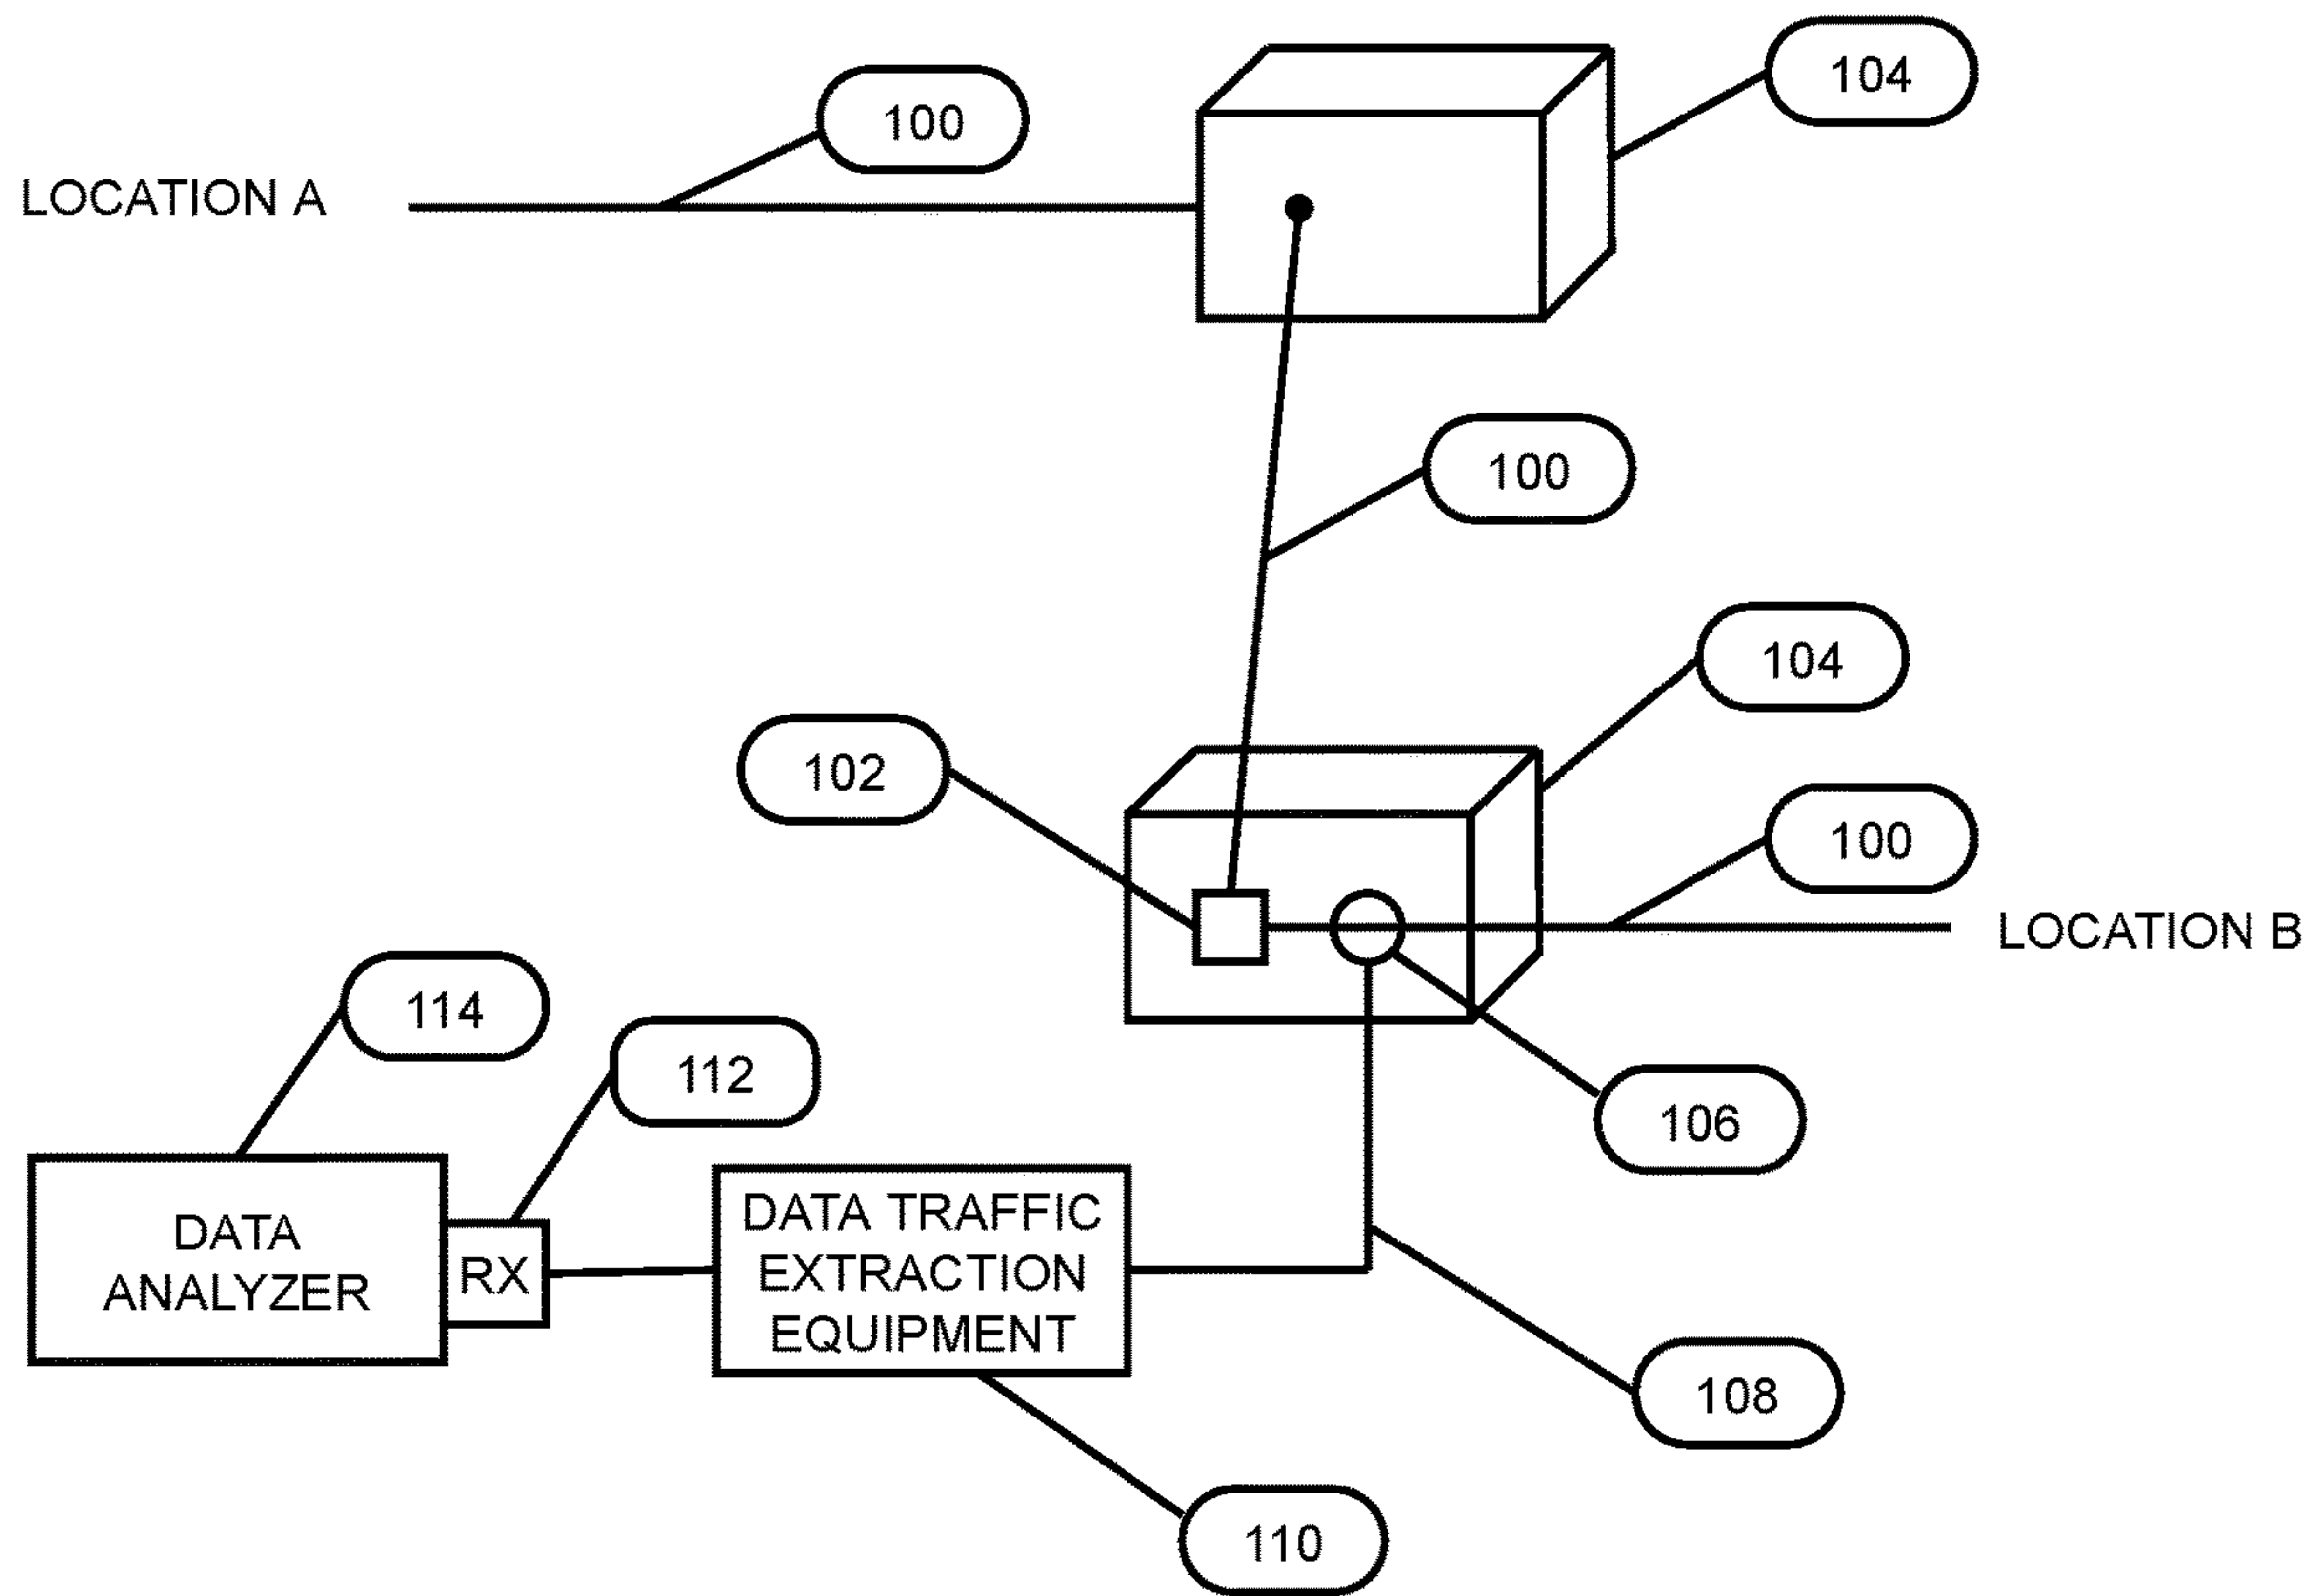 104
100
LOCATION A
100
104
102
100
LOCATION B
114
112
106
DATA
ANALYZER
RX
DATA TRAFFIC
EXTRACTION
EQUIPMENT
108
110